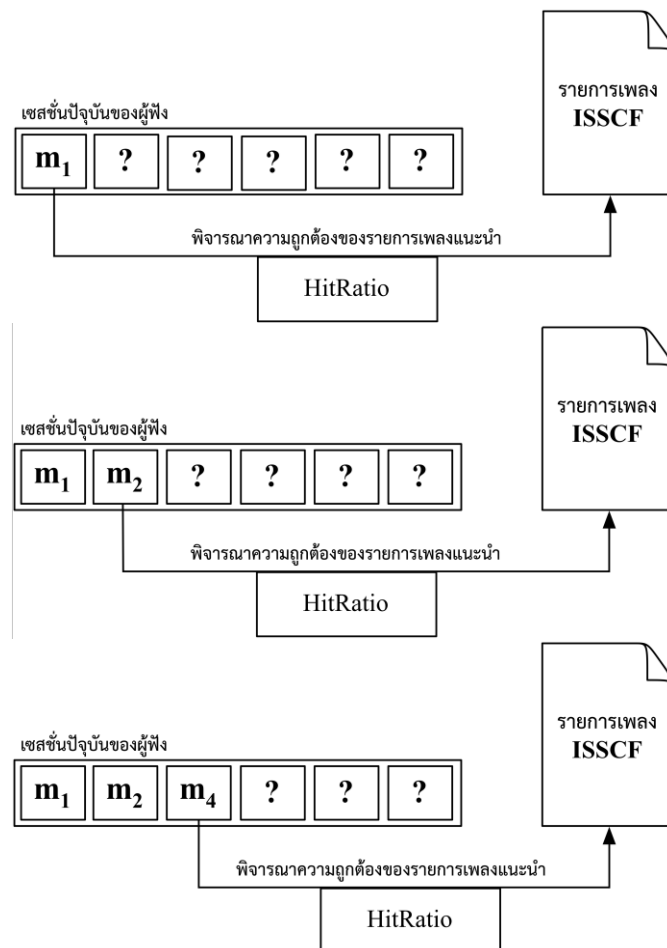 รายการเพลง
ISSCF
เซสชั่นปัจุบันของผู้ฟัง
m1 ? ? ? ? ?
พิจารณาความถูกต้องของรายการเพลงแนะนำ
HitRatio
รายการเพลง
ISSCF
เซสชั่นปัจุบันของผู้ฟัง
m1 m2 ? ? ? ?
พิจารณาความถูกต้องของรายการเพลงแนะนำ
HitRatio
รายการเพลง
ISSCF
เซสชั่นปัจุบันของผู้ฟัง
m1 m2 m4 ? ? ?
พิจารณาความถูกต้องของรายการเพลงแนะนำ
HitRatio